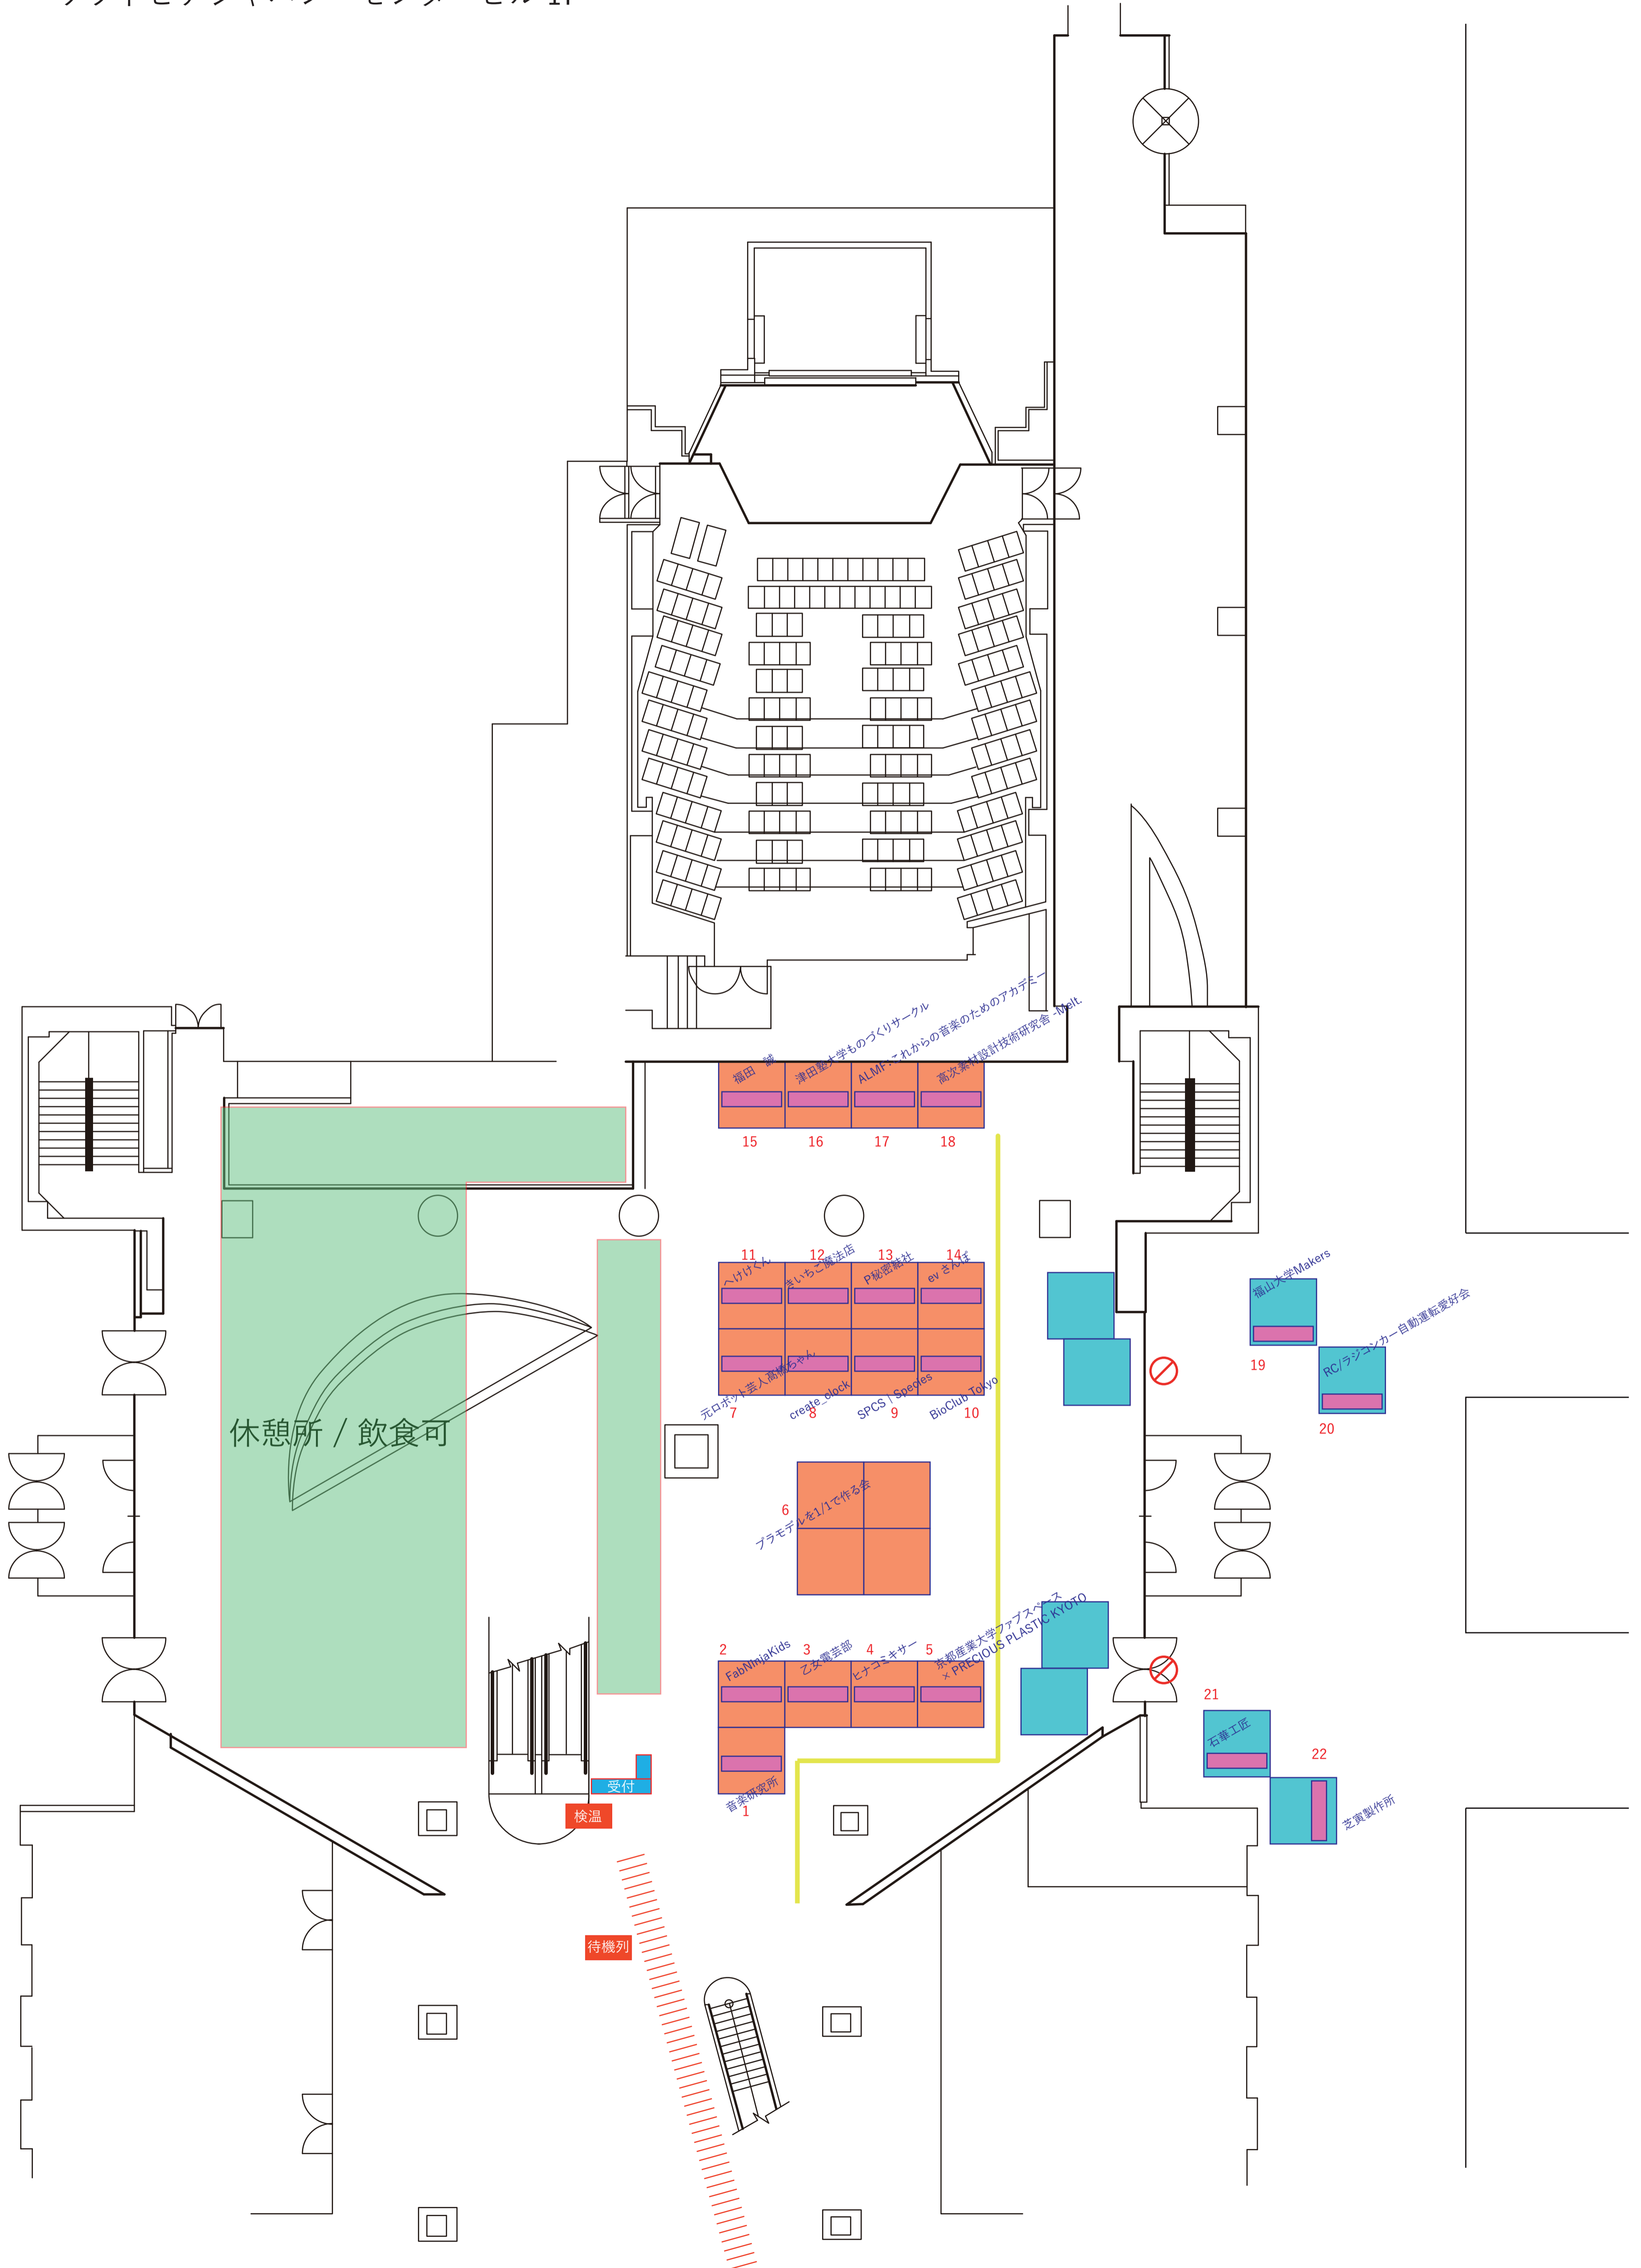 福田 誠
津田塾大学ものづくりサークル
ALMF:これからの音楽のためのアカデミー
高次素材設計技術研究舎 -Melt.
15
16
17
18
11
12
13
14
へけけくん
きいちご魔法店
P秘密結社
ev さんぽ
福山大学Makers
19
RC/ラジコンカー自動運転愛好会
20
元ロボット芸人高橋ちゃん
create_clock
SPCS | Species
BioClub Tokyo
7
8
9
10
休憩所 / 飲食可
6
プラモデルを1/1で作る会
2
3
4
5
FabNInjaKids
乙女電芸部
ヒナコミキサー
京都産業大学ファブスペース
× PRECIOUS PLASTIC KYOTO
21
石華工匠
22
芝寅製作所
受付
検温
音楽研究所
1
待機列